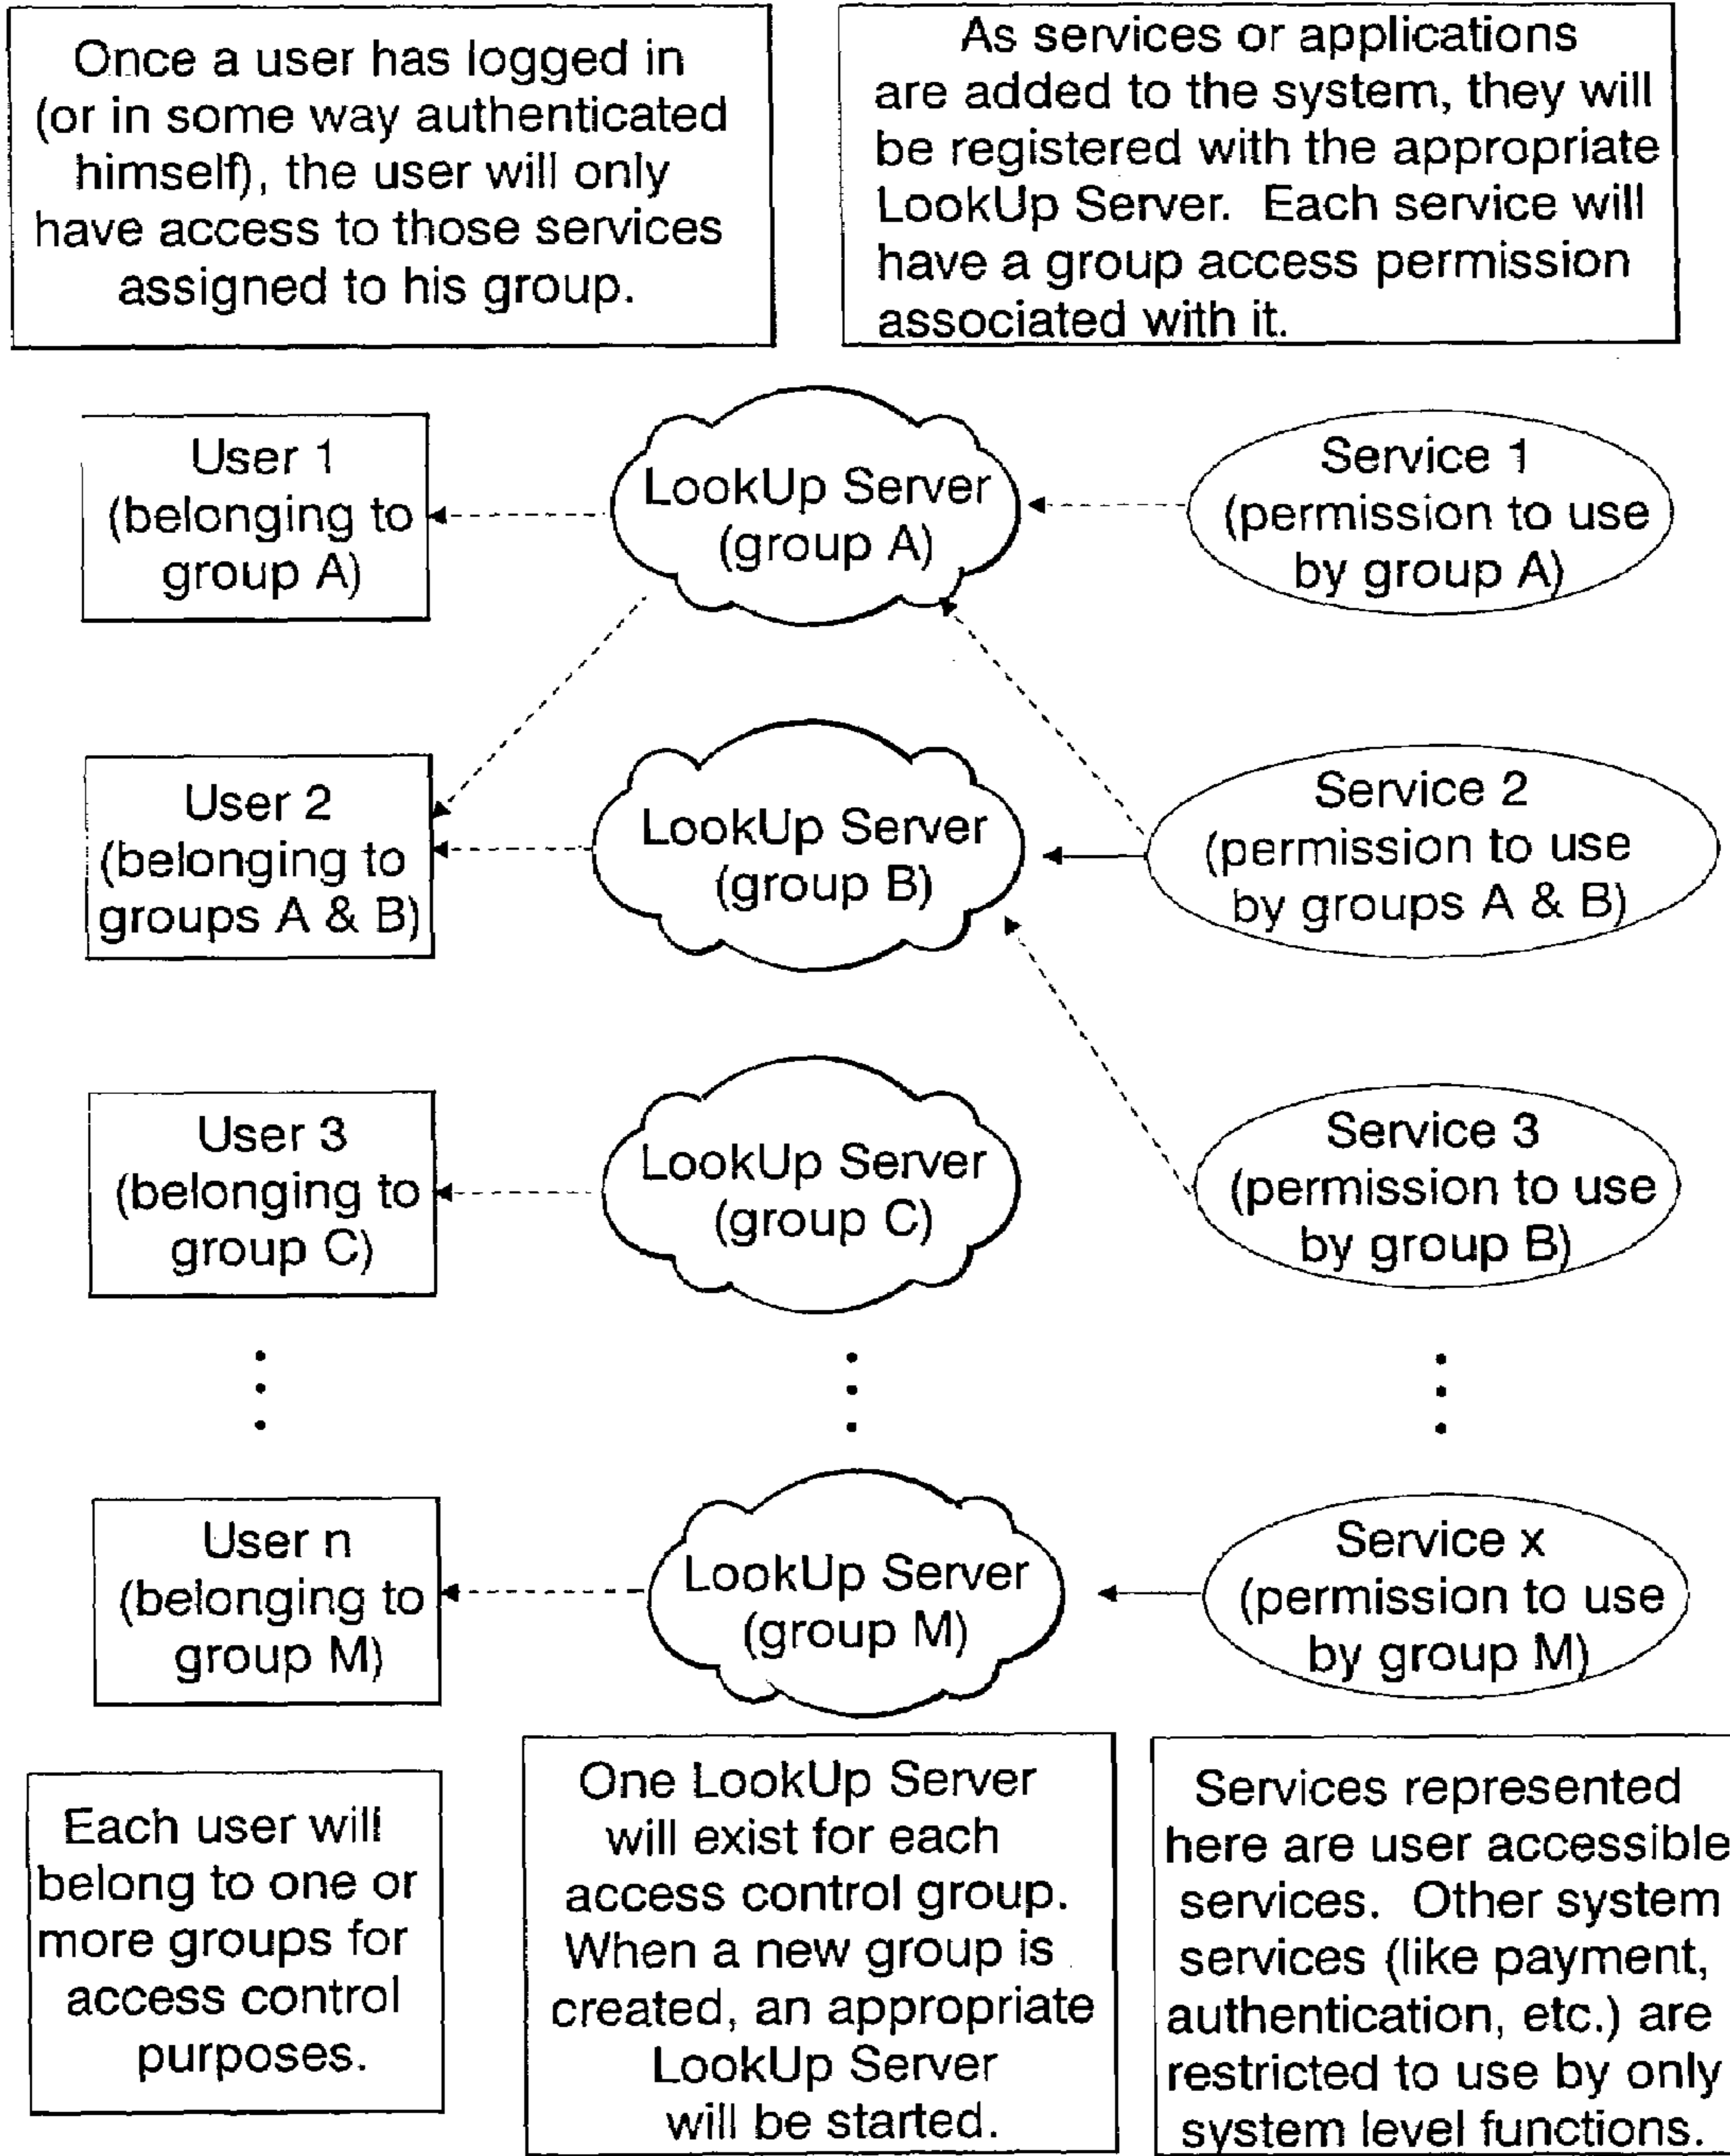 Once a user has logged in
(or in some way authenticated
himself), the user will only
have access to those services
assigned to his group.
As services or applications
are added to the system, they will
be registered with the appropriate
LookUp Server. Each service will
have a group access permission
associated with it.
User 1
(belonging to
group A)
LookUp Server
(group A)
Service 1
(permission to use
by group A)
User 2
(belonging to
groups A & B)
LookUp Server
(group B)
Service 2
(permission to use
by groups A & B)
User 3
(belonging to
group C)
LookUp Server
(group C)
Service 3
(permission to use
by group B)
User n
(belonging to
group M)
LookUp Server
(group M)
Service x
(permission to use
by group M)
Each user will
belong to one or
more groups for
access control
purposes.
One LookUp Server
will exist for each
access control group.
When a new group is
created, an appropriate
LookUp Server
will be started.
Services represented
here are user accessible
services. Other system
services (like payment,
authentication, etc.) are
restricted to use by only
system level functions.